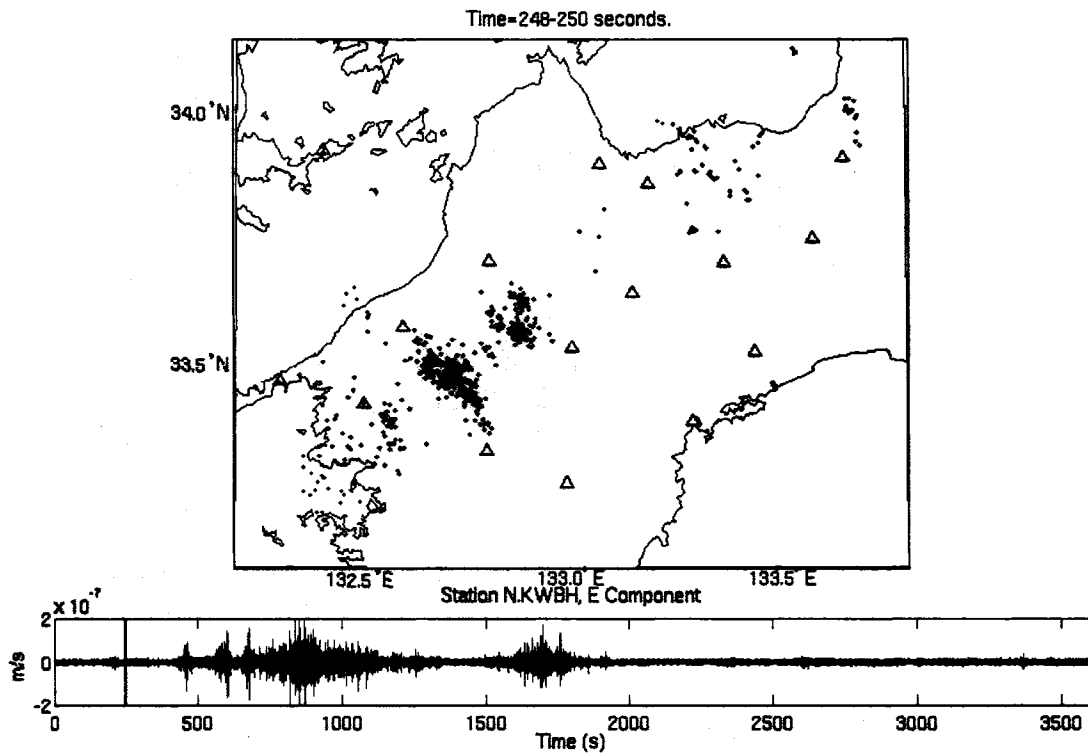 Time=248-250 seconds.
34.0°N
33.5°N
132.5°E 133.0°E 133.5°E
Station N.KWBH, E Component
x 10⁻⁷
2
0
-2
m/s
0 500 1000 1500 2000 2500 3000 3500
Time (s)